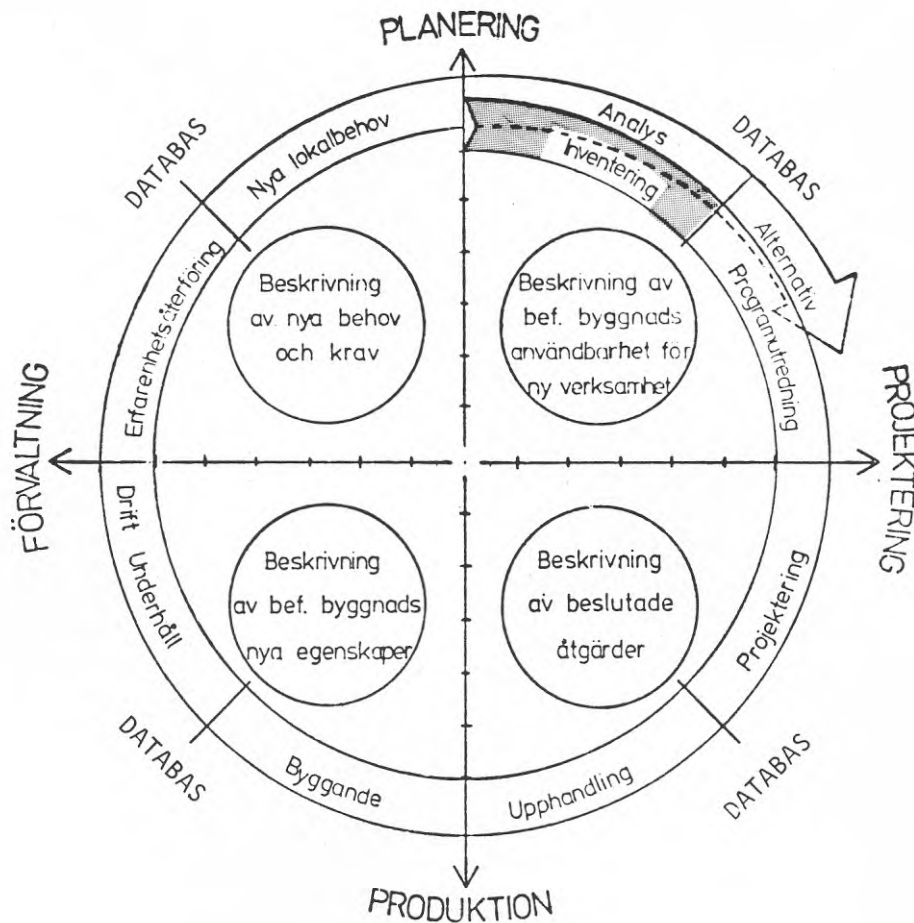 PLANERING
DATABAS
Nya lokalbehov
Analys
Inventering
DATABAS
Alternativ
Programutredning
Erfarenhetsåterföring
Beskrivning
av nya behov
och krav
Beskrivning av
bef. byggnads
användbarhet för
ny verksamhet
FÖRVALTNING
PROJEKTERING
Drift Underhåll
Beskrivning
av bef. byggnads
nya egenskaper
Beskrivning
av beslutade
åtgärder
Projektering
DATABAS
Byggande
Upphandling
DATABAS
PRODUKTION